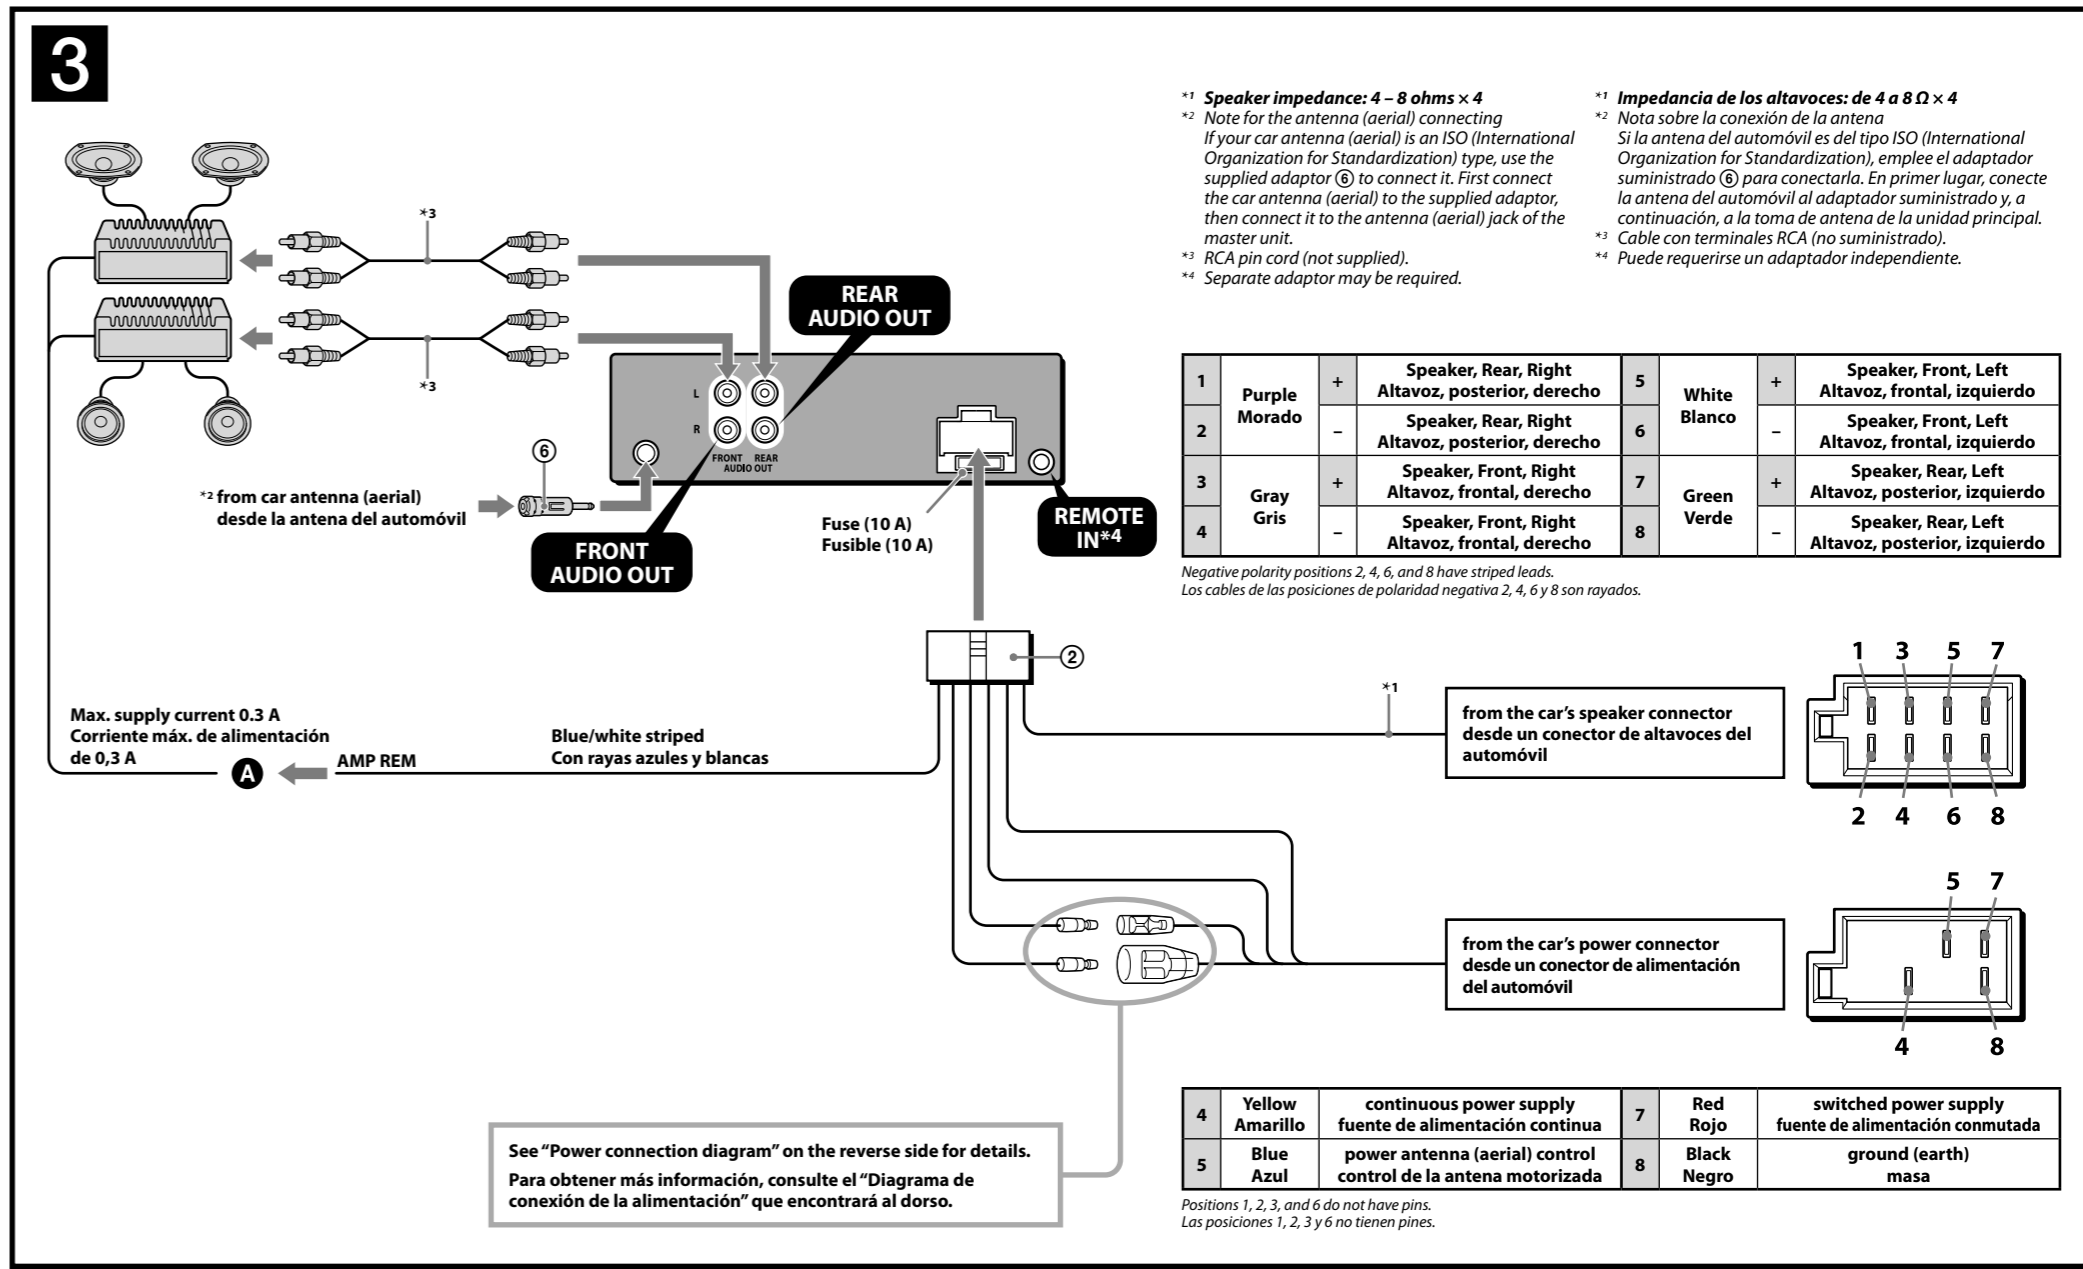 3
*1 Speaker impedance: 4 – 8 ohms × 4
*2 Note for the antenna (aerial) connecting
If your car antenna (aerial) is an ISO (International
Organization for Standardization) type, use the
supplied adaptor ⑥ to connect it. First connect
the car antenna (aerial) to the supplied adaptor,
then connect it to the antenna (aerial) jack of the
master unit.
*3 RCA pin cord (not supplied).
*4 Separate adaptor may be required.
*1 Impedancia de los altavoces: de 4 a 8 Ω × 4
*2 Nota sobre la conexión de la antena
Si la antena del automóvil es del tipo ISO (International
Organization for Standardization), emplee el adaptador
suministrado ⑥ para conectarla. En primer lugar, conecte
la antena del automóvil al adaptador suministrado y, a
continuación, a la toma de antena de la unidad principal.
*3 Cable con terminales RCA (no suministrado).
*4 Puede requerirse un adaptador independiente.
*3
*3
REAR
AUDIO OUT
L
R
FRONT REAR
AUDIO OUT
⑥
*2 from car antenna (aerial)
desde la antena del automóvil
FRONT
AUDIO OUT
Fuse (10 A)
Fusible (10 A)
REMOTE
IN*4
1 Purple Morado + Speaker, Rear, Right Altavoz, posterior, derecho 5 White Blanco + Speaker, Front, Left Altavoz, frontal, izquierdo
2 – Speaker, Rear, Right Altavoz, posterior, derecho 6 – Speaker, Front, Left Altavoz, frontal, izquierdo
3 Gray Gris + Speaker, Front, Right Altavoz, frontal, derecho 7 Green Verde + Speaker, Rear, Left Altavoz, posterior, izquierdo
4 – Speaker, Front, Right Altavoz, frontal, derecho 8 – Speaker, Rear, Left Altavoz, posterior, izquierdo
Negative polarity positions 2, 4, 6, and 8 have striped leads.
Los cables de las posiciones de polaridad negativa 2, 4, 6 y 8 son rayados.
②
*1
Max. supply current 0.3 A
Corriente máx. de alimentación
de 0,3 A
A
AMP REM
Blue/white striped
Con rayas azules y blancas
from the car's speaker connector
desde un conector de altavoces del
automóvil
1 3 5 7
2 4 6 8
from the car's power connector
desde un conector de alimentación
del automóvil
5 7
4 8
See "Power connection diagram" on the reverse side for details.
Para obtener más información, consulte el "Diagrama de
conexión de la alimentación" que encontrará al dorso.
4 Yellow Amarillo continuous power supply fuente de alimentación continua 7 Red Rojo switched power supply fuente de alimentación conmutada
5 Blue Azul power antenna (aerial) control control de la antena motorizada 8 Black Negro ground (earth) masa
Positions 1, 2, 3, and 6 do not have pins.
Las posiciones 1, 2, 3 y 6 no tienen pines.